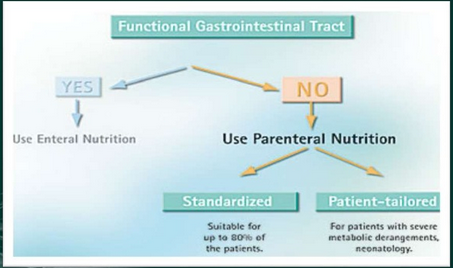 Functional Gastrointestinal Tract
YES
NO
Use Enteral Nutrition
Use Parenteral Nutrition
Standardized
Patient-tailored
Suitable for
up to 80% of
the patients.
For patients with severe
metabolic derangements,
neonatology.